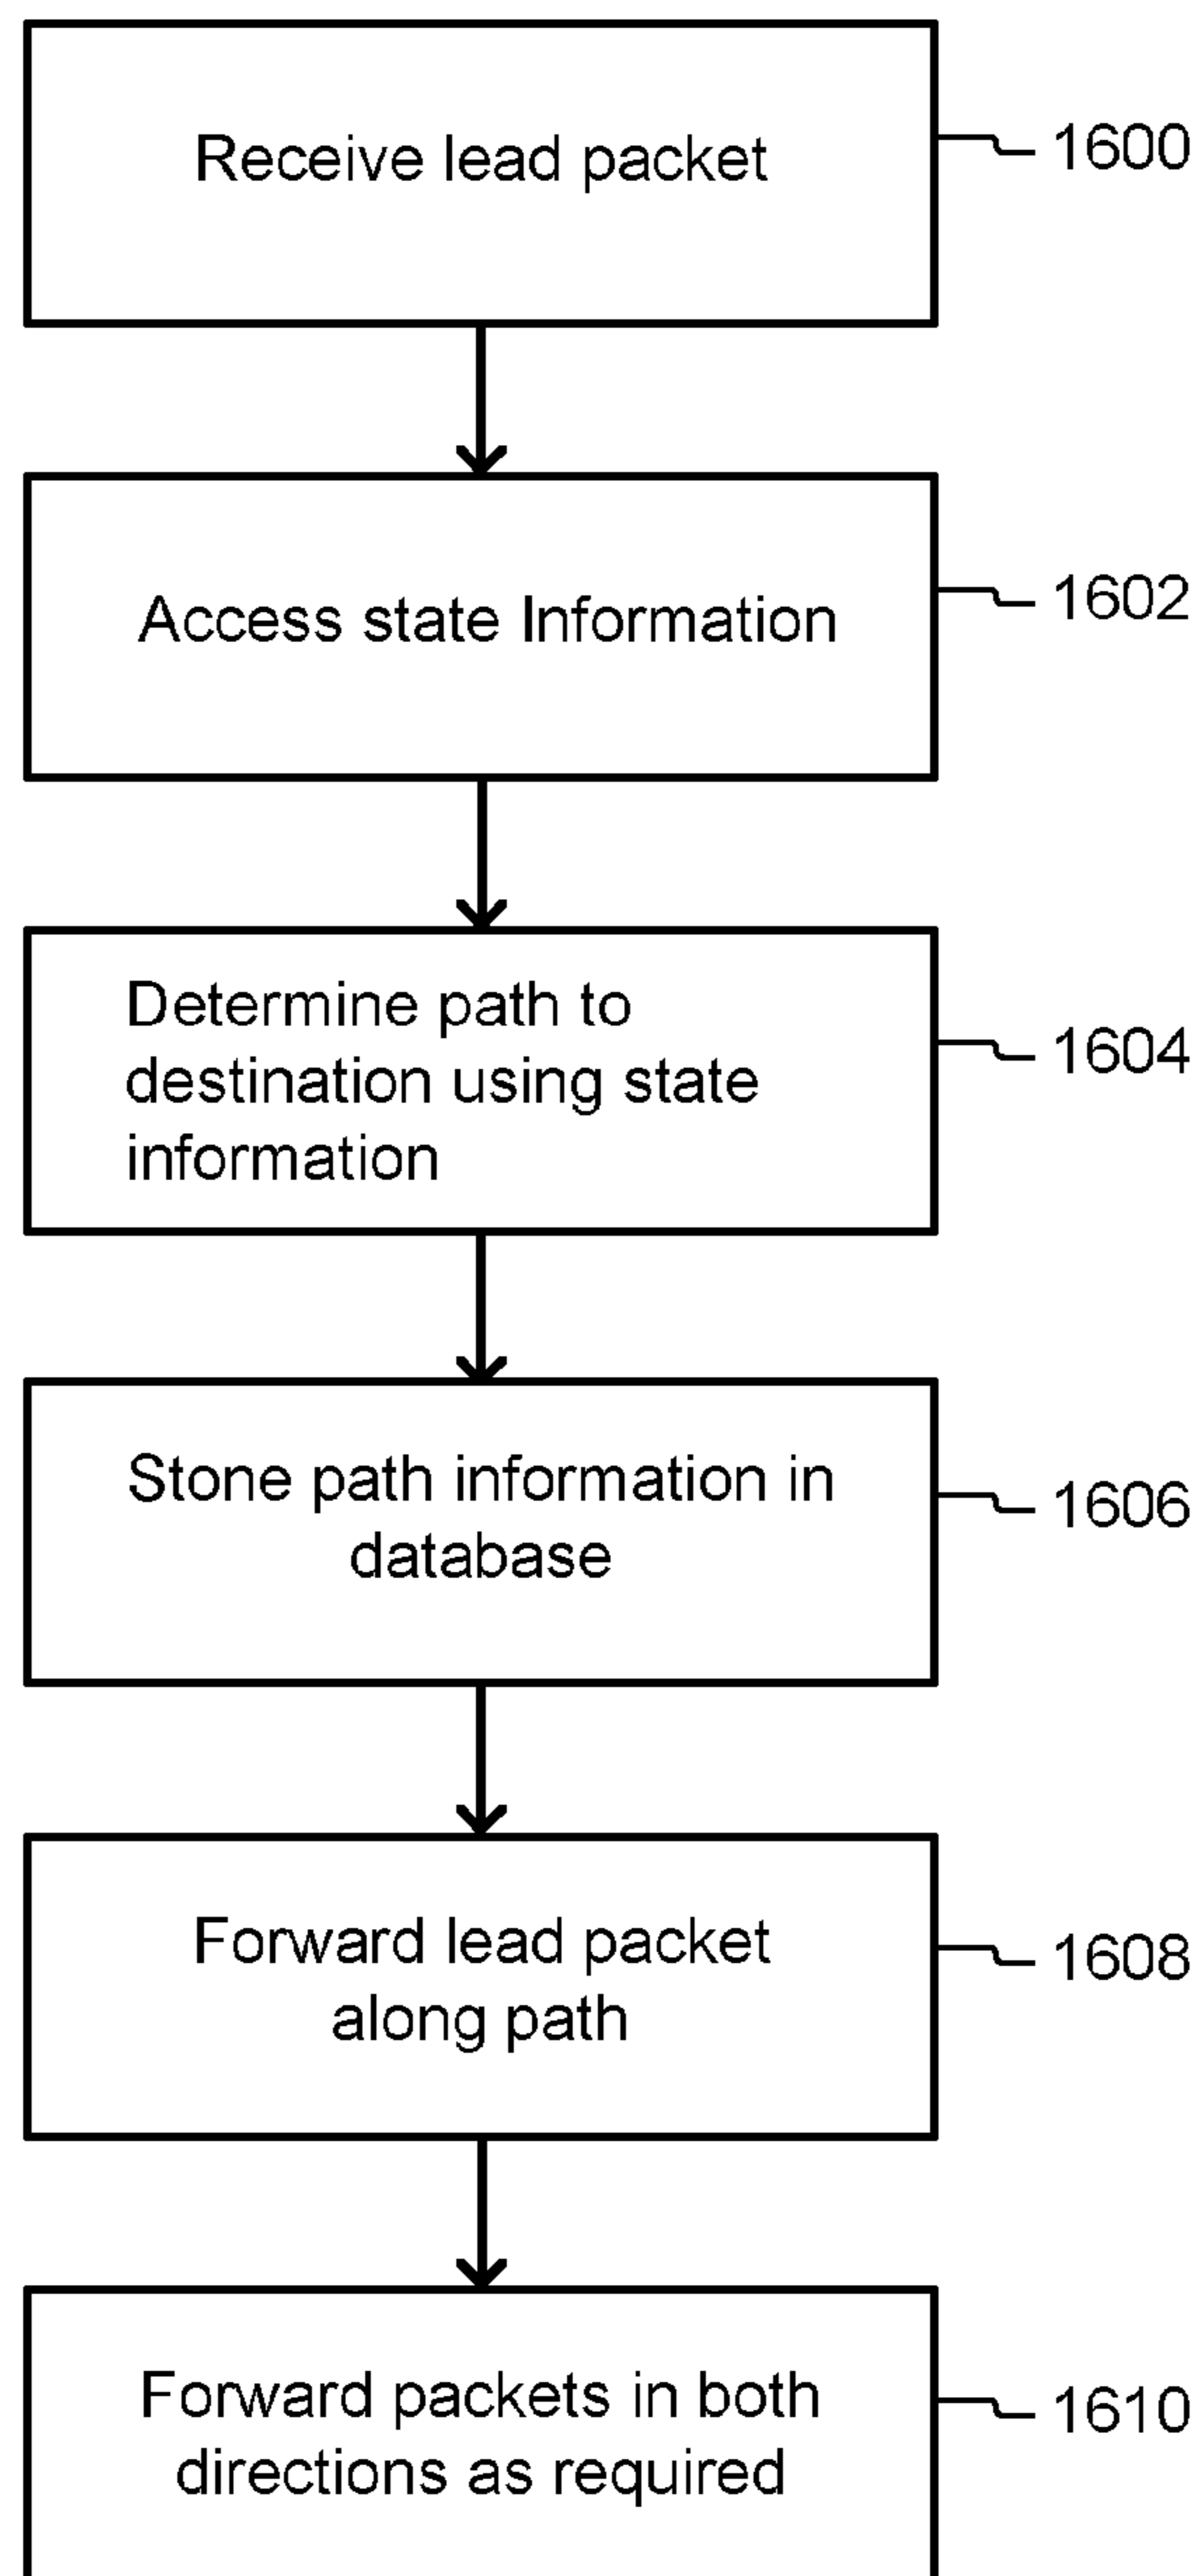 Receive lead packet
1600
Access state Information
1602
Determine path to
destination using state
information
1604
Stone path information in
database
1606
Forward lead packet
along path
1608
Forward packets in both
directions as required
1610